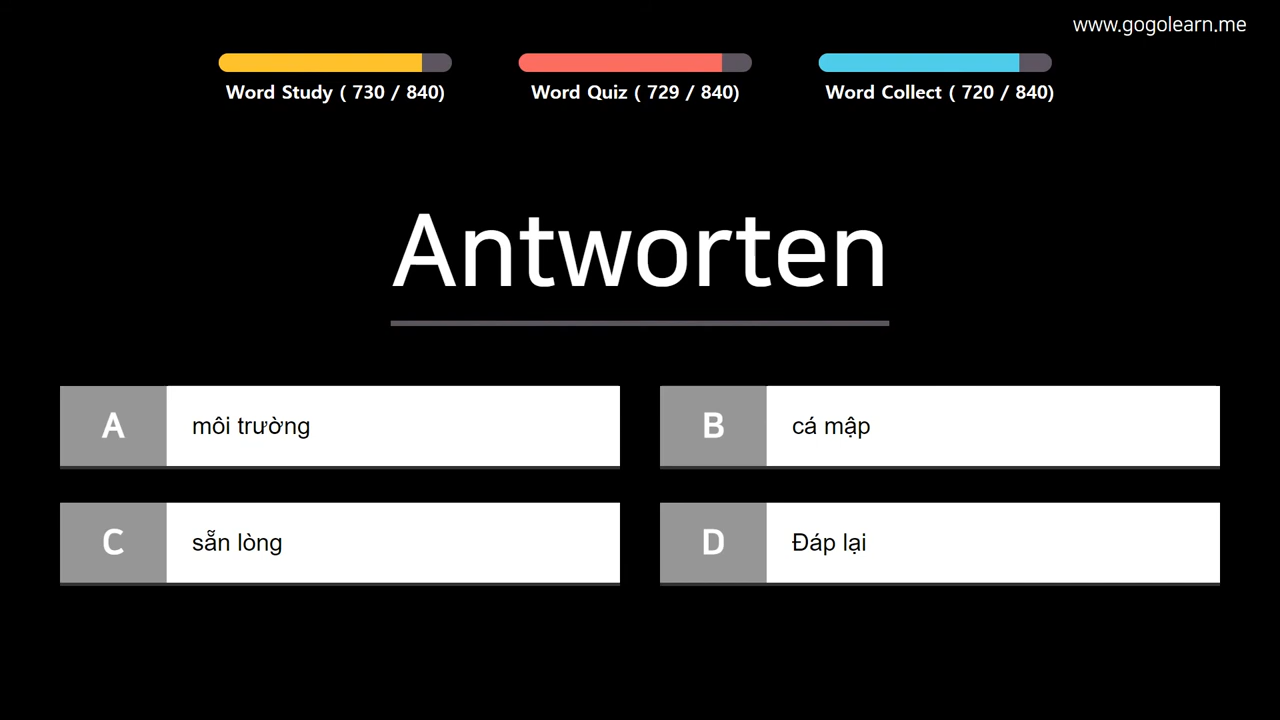 www.gogolearn.me
Word Study ( 730 / 840)
Word Quiz ( 729 / 840)
Word Collect ( 720 / 840)
Antworten
A môi trường
B cá mập
C sẵn lòng
D Đáp lại